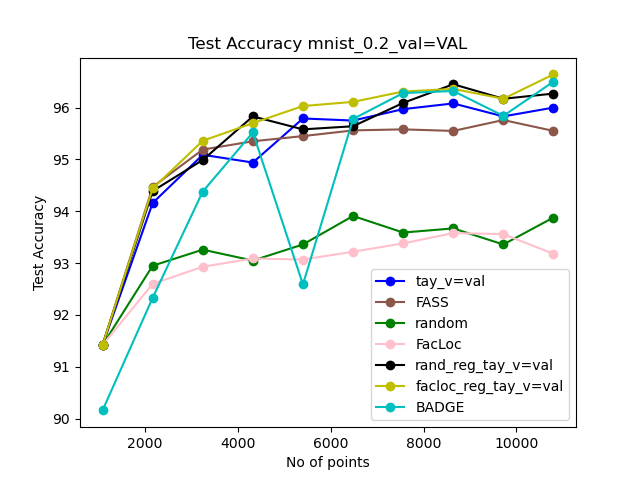 Test Accuracy mnist_0.2_val=VAL
Test Accuracy
96
95
94
93
92
91
90
2000
4000
6000
8000
10000
No of points
tay_v=val
FASS
random
FacLoc
rand_reg_tay_v=val
facloc_reg_tay_v=val
BADGE